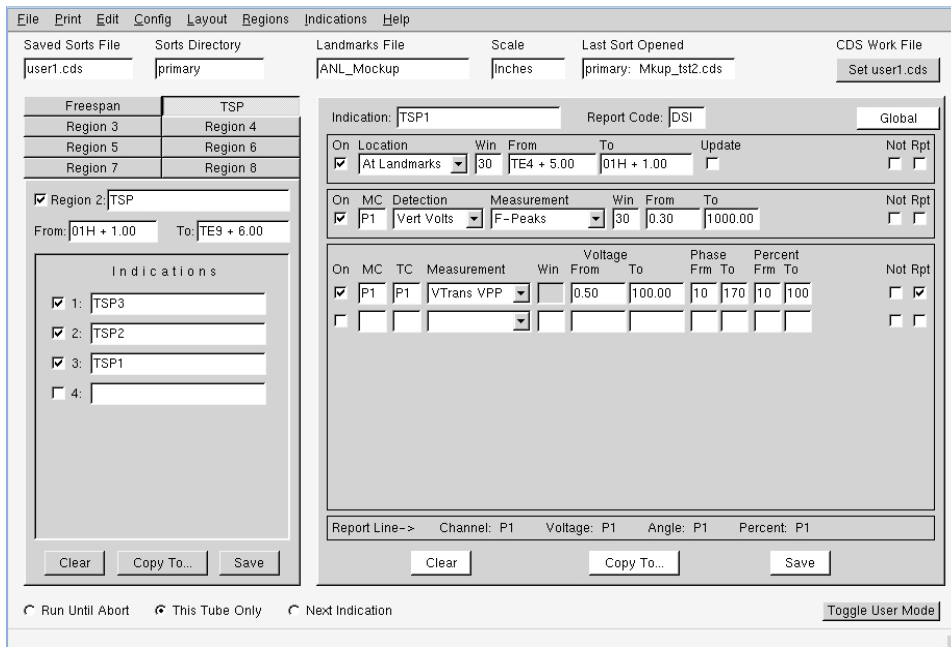 File Print Edit Config Layout Regions Indications Help
Saved Sorts File Sorts Directory Landmarks File Scale Last Sort Opened CDS Work File
user1.cds primary ANL_Mockup Inches primary: Mkup_tst2.cds Set user1.cds
Freespan TSP
Region 3 Region 4
Region 5 Region 6
Region 7 Region 8
Region 2: TSP
From: 01H + 1.00 To: TE9 + 6.00
Indications
1: TSP3
2: TSP2
3: TSP1
4:
Clear Copy To... Save
Indication: TSP1 Report Code: DSI Global
On Location Win From To Update Not Rpt
At Landmarks 30 TE4 + 5.00 01H + 1.00
On MC Detection Measurement Win From To Not Rpt
P1 Vert Volts F-Peaks 30 0.30 1000.00
Voltage Phase Percent
On MC TC Measurement Win From To Frm To Frm To Not Rpt
P1 P1 VTrans VPP 0.50 100.00 10 170 10 100
Report Line-> Channel: P1 Voltage: P1 Angle: P1 Percent: P1
Clear Copy To... Save
Run Until Abort This Tube Only Next Indication Toggle User Mode